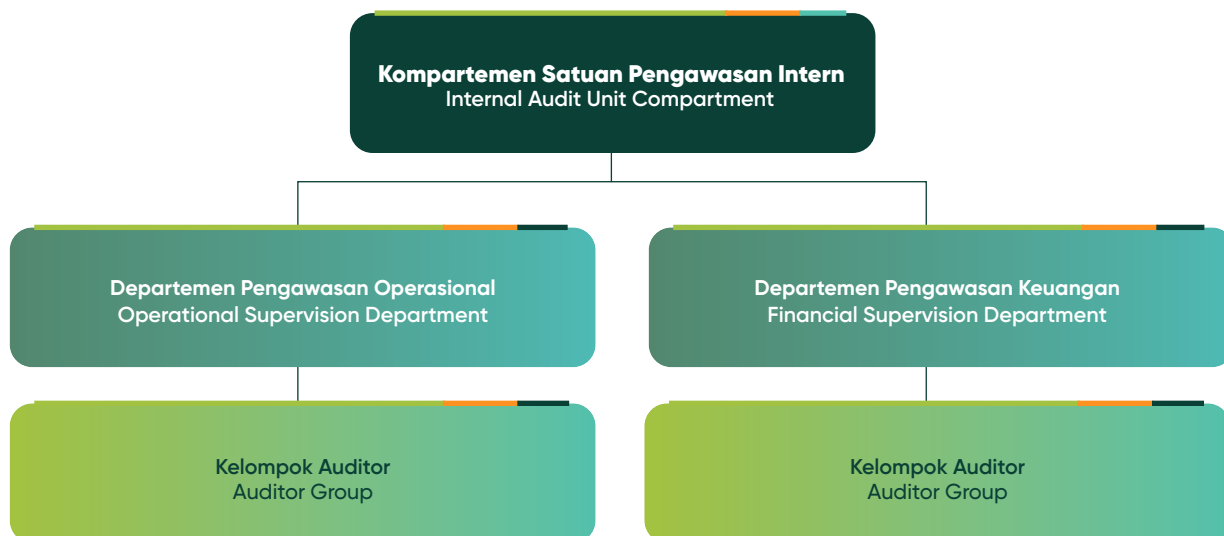 Kompartemen Satuan Pengawasan Intern
Internal Audit Unit Compartment
Departemen Pengawasan Operasional
Operational Supervision Department
Departemen Pengawasan Keuangan
Financial Supervision Department
Kelompok Auditor
Auditor Group
Kelompok Auditor
Auditor Group